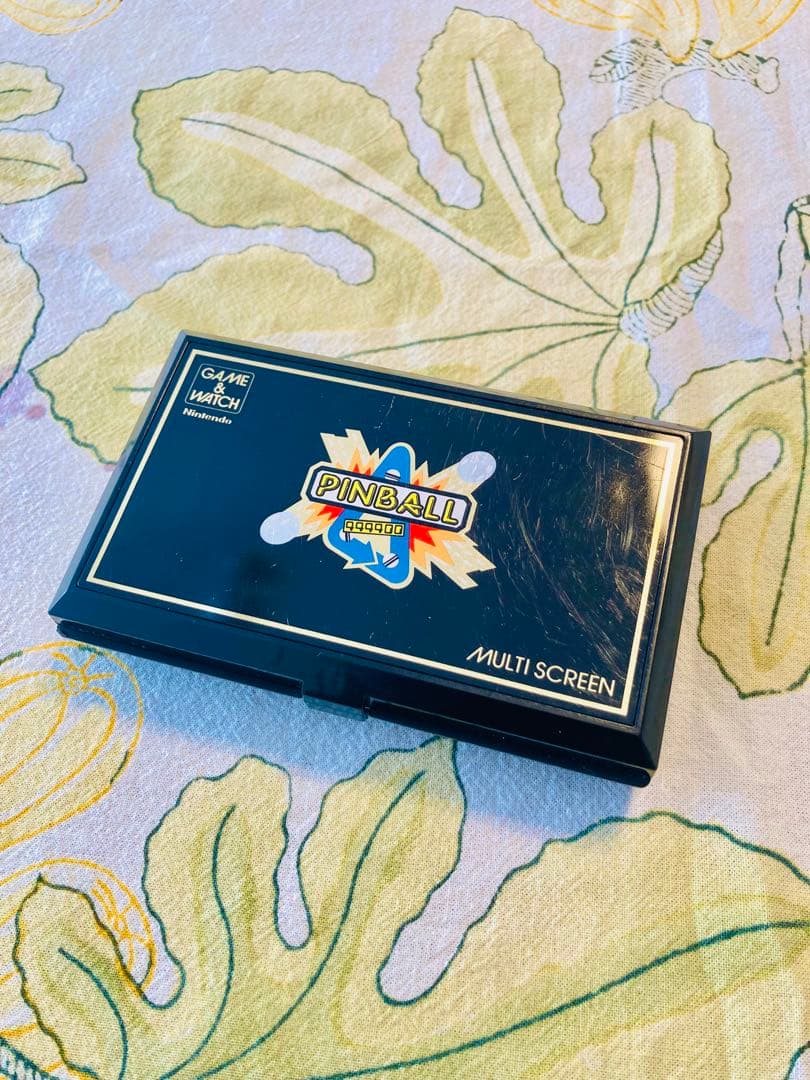 GAME
&
WATCH
Nintendo
PINBALL
999900
MULTI SCREEN